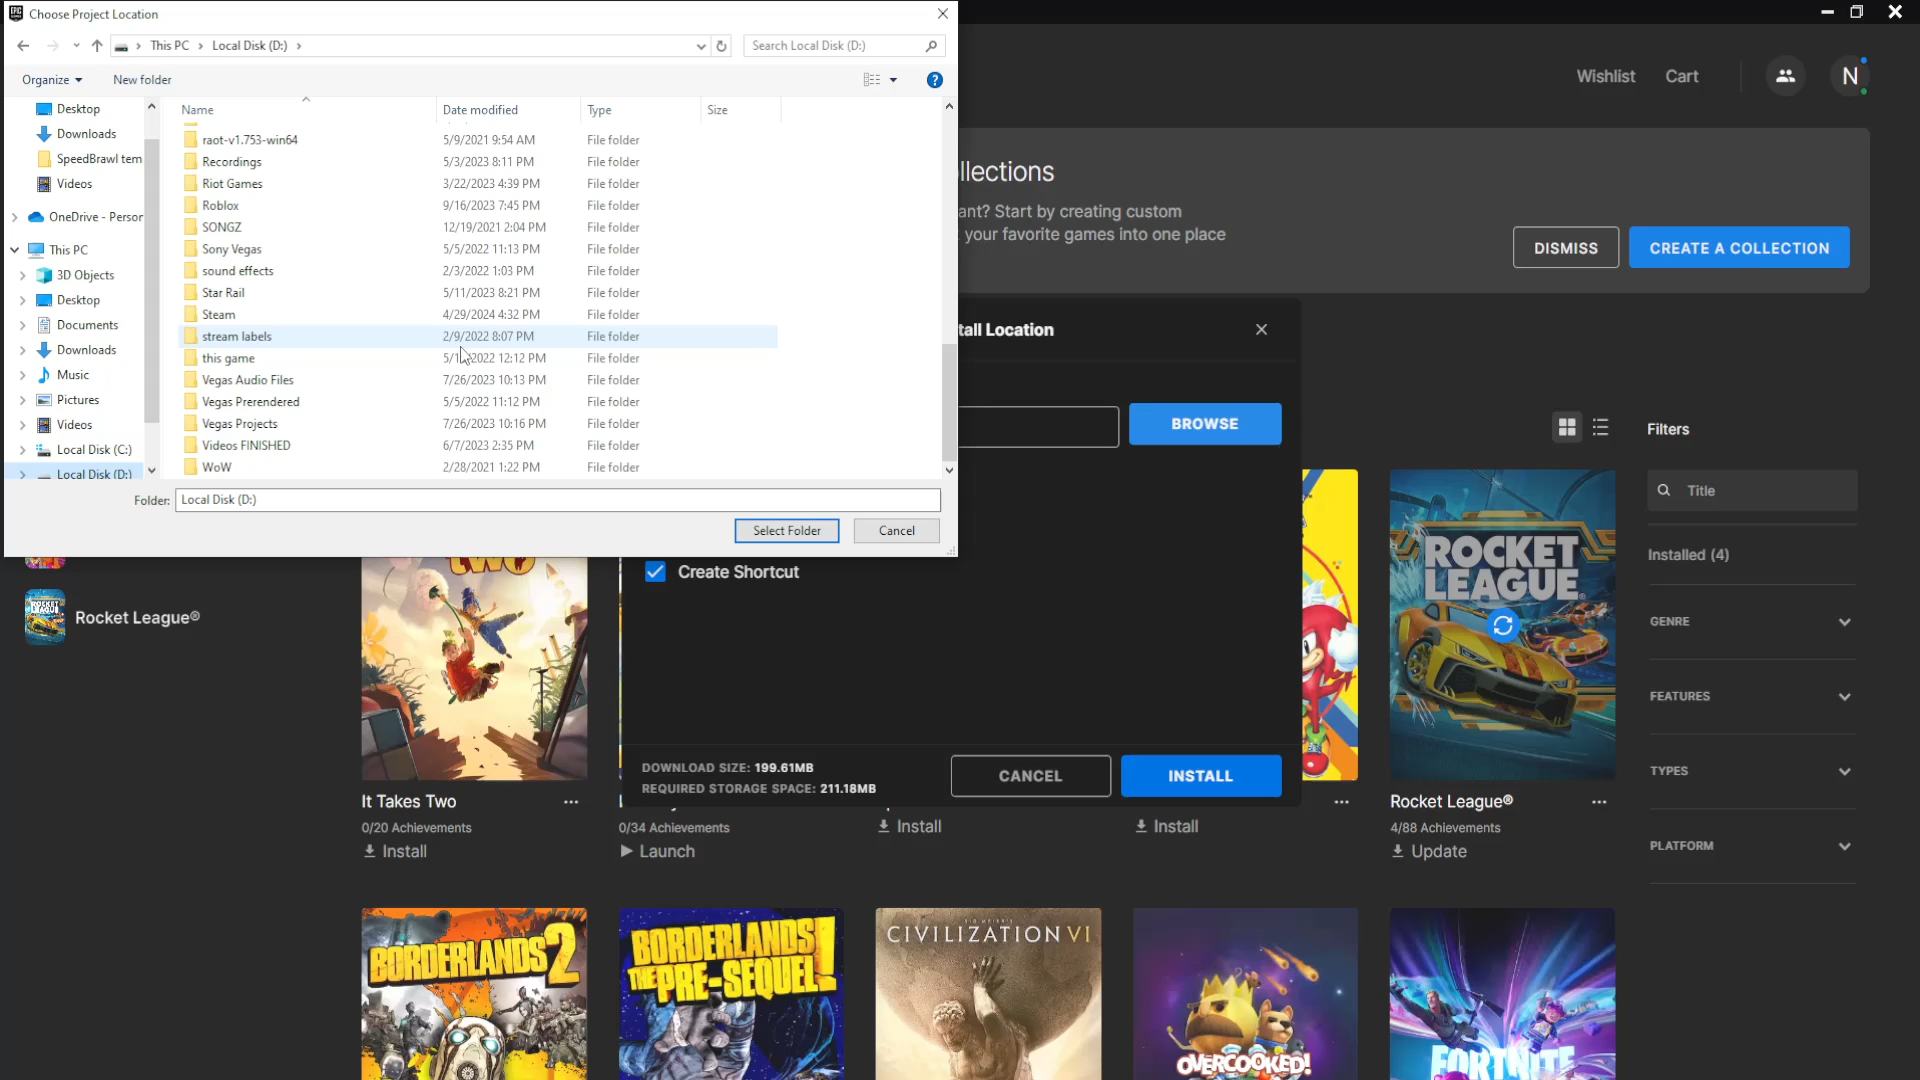 Choose Project Location
This PC > Local Disk (D:) >
Search Local Disk (D:)
Organize
New folder
Name
Date modified
Type
Size
Desktop
Downloads
SpeedBrawl tem
Videos
OneDrive - Person
This PC
3D Objects
Desktop
Documents
Downloads
Music
Pictures
Videos
Local Disk (C:)
Local Disk (D:)
raot-v1.753-win64 5/9/2021 9:54 AM File folder
Recordings 5/3/2023 8:11 PM File folder
Riot Games 3/22/2023 4:39 PM File folder
Roblox 9/16/2023 7:45 PM File folder
SONGZ 12/19/2021 2:04 PM File folder
Sony Vegas 5/5/2022 11:13 PM File folder
sound effects 2/3/2022 1:03 PM File folder
Star Rail 5/11/2023 8:21 PM File folder
Steam 4/29/2024 4:32 PM File folder
stream labels 2/9/2022 8:07 PM File folder
this game 2022 12:12 PM File folder
Vegas Audio Files 7/26/2023 10:13 PM File folder
Vegas Prerendered 5/5/2022 11:12 PM File folder
Vegas Projects 7/26/2023 10:16 PM File folder
Videos FINISHED 6/7/2023 2:35 PM File folder
WoW 2/28/2021 1:22 PM File folder
Folder: Local Disk (D:)
Select Folder
Cancel
Wishlist
Cart
N
llections
ant? Start by creating custom
your favorite games into one place
DISMISS
CREATE A COLLECTION
tall Location
BROWSE
Create Shortcut
DOWNLOAD SIZE: 199.61MB
REQUIRED STORAGE SPACE: 211.18MB
CANCEL
INSTALL
Filters
Title
Installed (4)
GENRE
FEATURES
TYPES
PLATFORM
ROCKET
LEAGUE
Rocket League®
TWO
ROCKET
LEAGUE
It Takes Two
0/20 Achievements
Install
0/34 Achievements
Launch
Install
Install
Rocket League®
4/88 Achievements
Update
BORDERLANDS
2
BORDERLANDS
THE PRE-SEQUEL!
SID MEIER'S
CIVILIZATION VI
OVERCOOKED!
FORTNITE